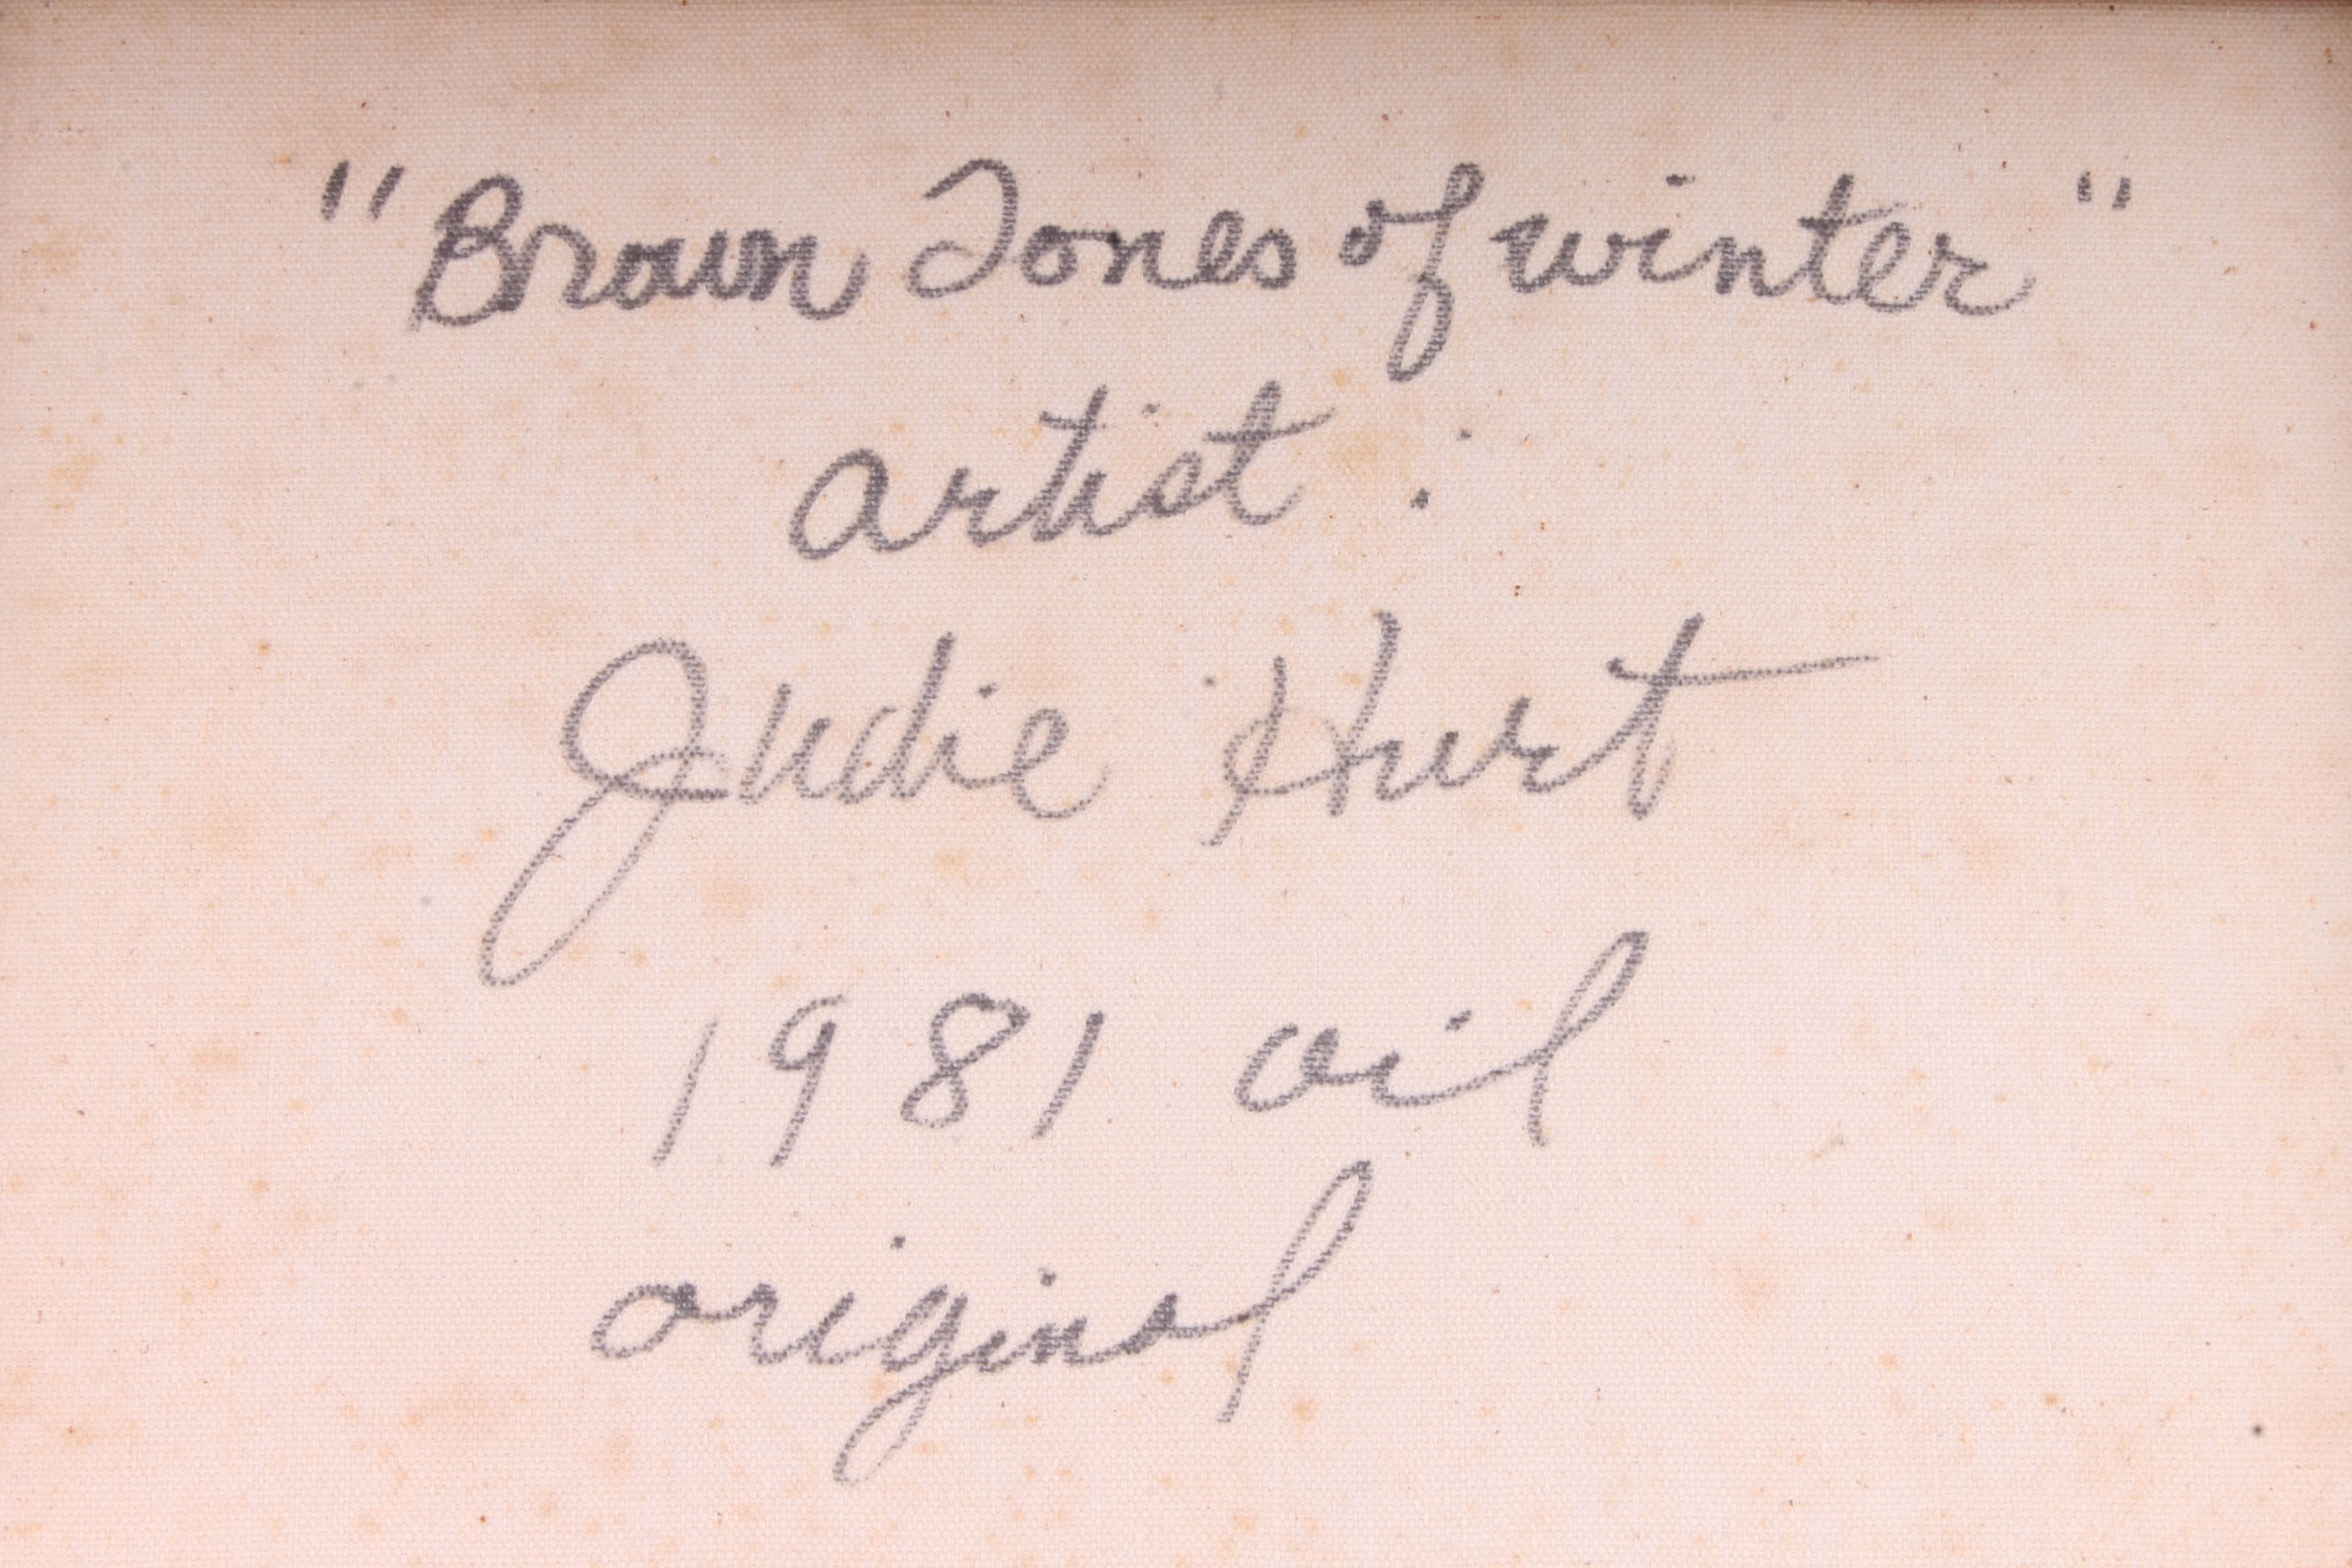 "Brown Tones of winter"
artist:
Judie Hurt
1981 oil
original